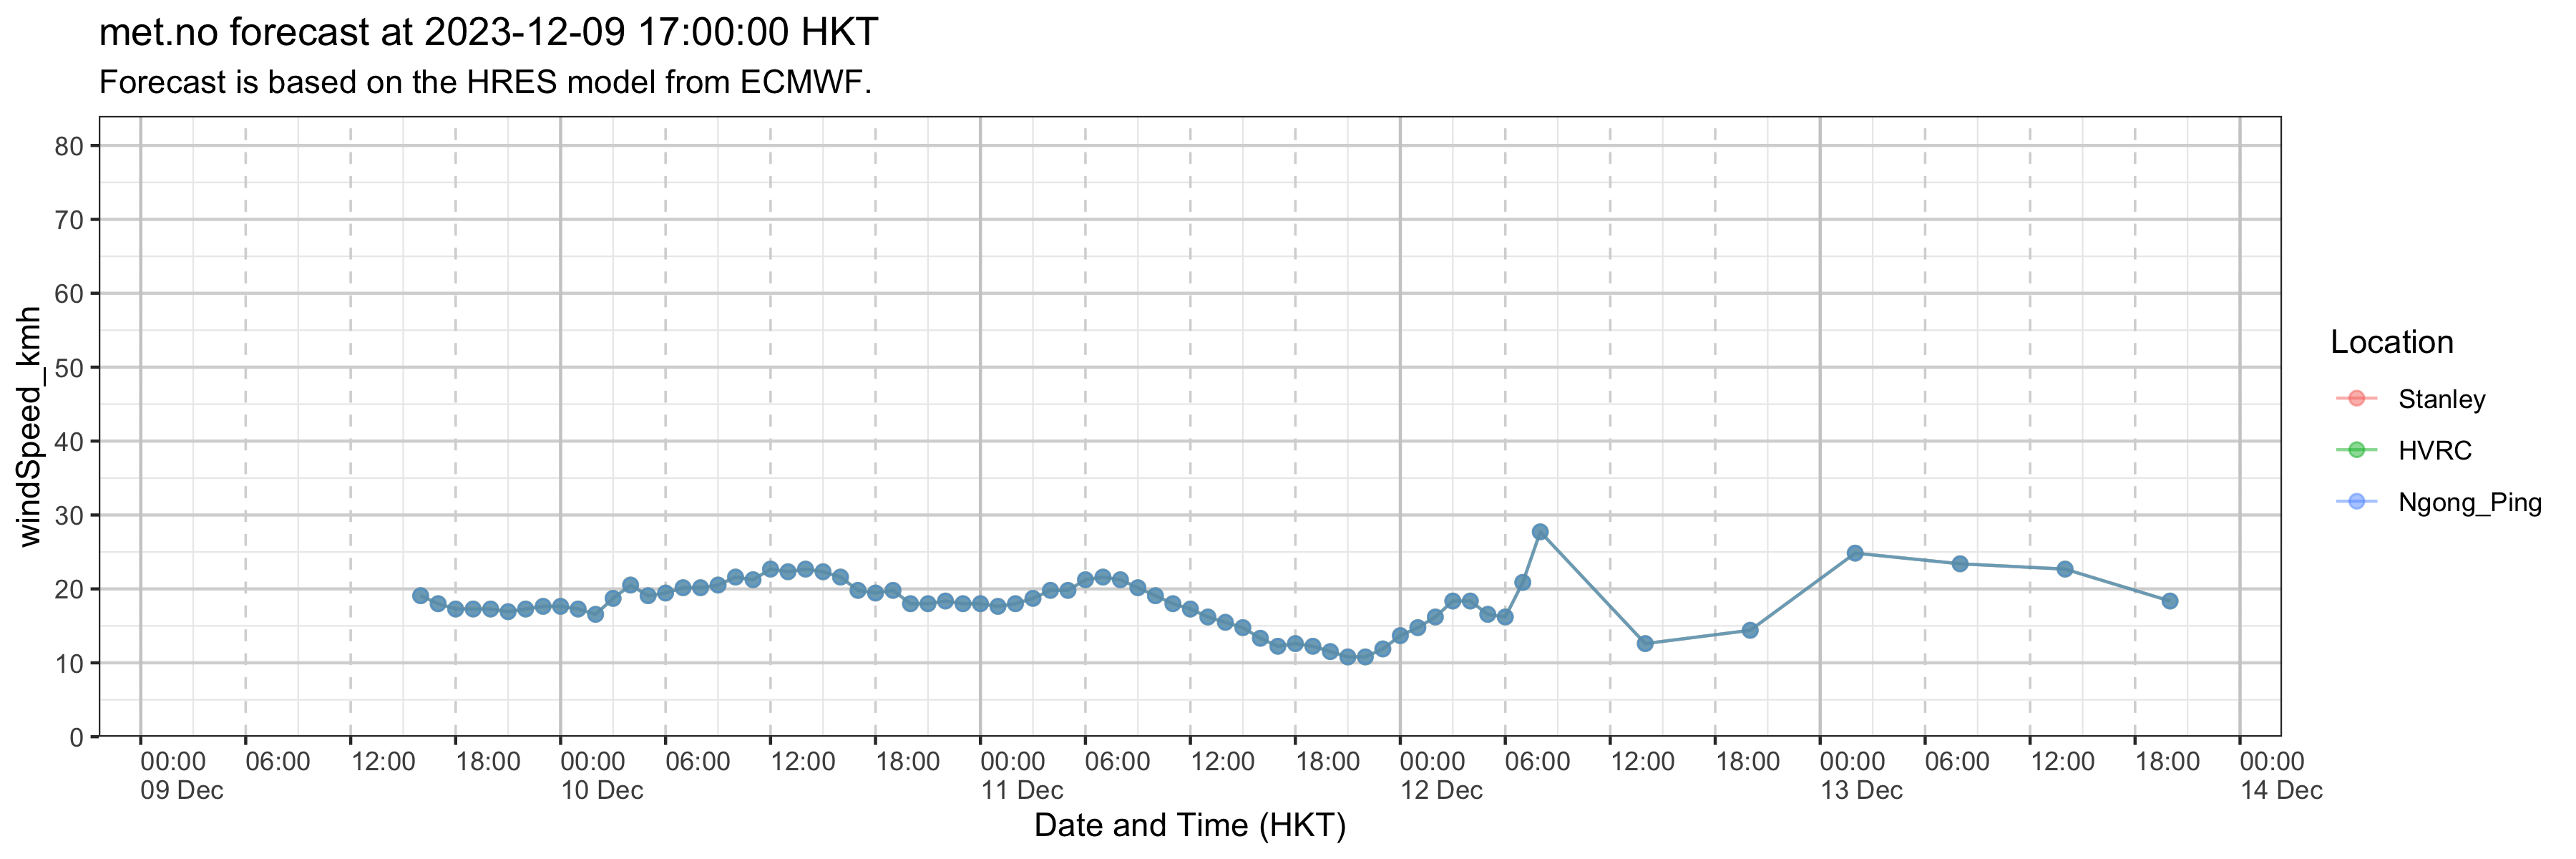 met.no forecast at 2023-12-09 17:00:00 HKT
Forecast is based on the HRES model from ECMWF.
windSpeed_kmh
80
70
60
50
40
30
20
10
0
00:00 06:00 12:00 18:00 00:00 06:00 12:00 18:00 00:00 06:00 12:00 18:00 00:00 06:00 12:00 18:00 00:00 06:00 12:00 18:00 00:00
09 Dec 10 Dec 11 Dec 12 Dec 13 Dec 14 Dec
Date and Time (HKT)
Location
Stanley
HVRC
Ngong_Ping